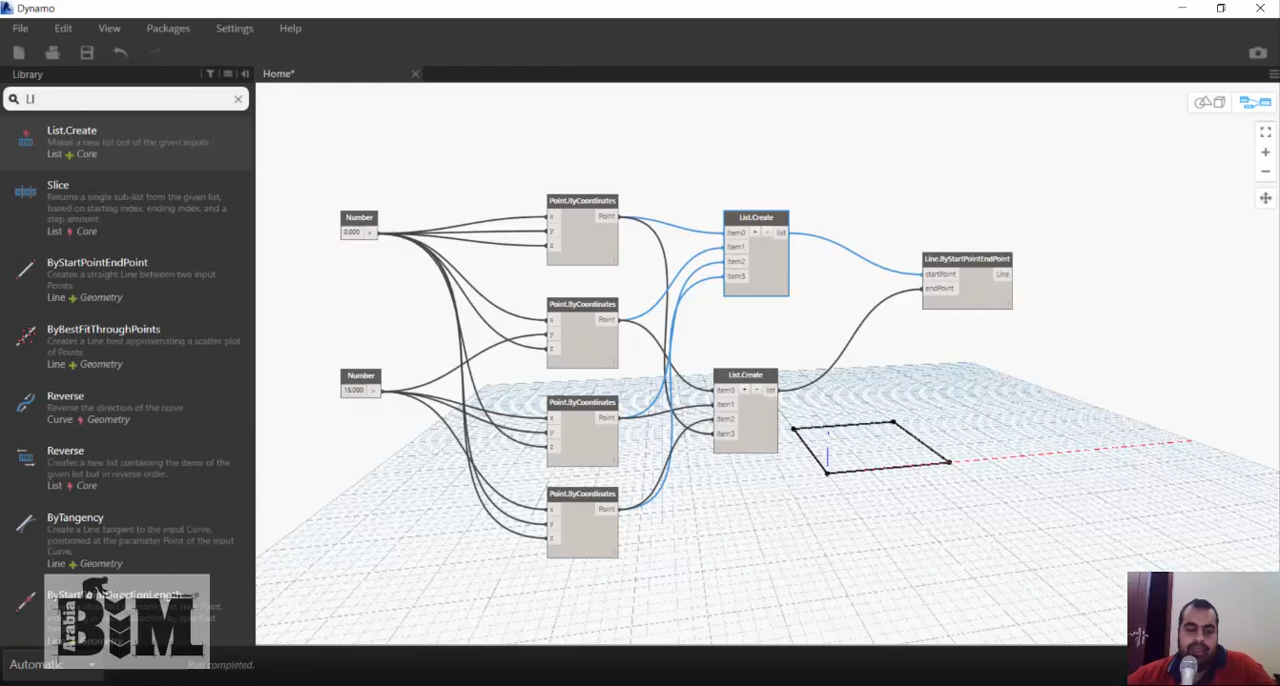 Dynamo
File Edit View Packages Settings Help
Library
Home*
LI
List.Create
Makes a new list out of the given inputs
List Core
Slice
Returns a single sub-list from the given list,
based on starting index, ending index, and a
step amount.
List Core
ByStartPointEndPoint
Creates a straight Line between two input
Points.
Line Geometry
ByBestFitThroughPoints
Creates a Line best approximating a scatter plot
of Points
Line Geometry
Reverse
Reverse the direction of the curve
Curve Geometry
Reverse
Creates a new list containing the items of the
given list but in reverse order.
List Core
ByTangency
Create a Line tangent to the input Curve,
positioned at the parameter Point of the input
Curve.
Line Geometry
ByStartPointDirectionLength
Automatic
Run completed.
Arabia
BIM
Number
0.000 >
Number
15.000 >
Point.ByCoordinates
x Point
y
z
Point.ByCoordinates
x Point
y
z
Point.ByCoordinates
x Point
y
z
Point.ByCoordinates
x Point
y
z
List.Create
item0 + - list
item1
item2
item3
List.Create
item0 + - list
item1
item2
item3
Line.ByStartPointEndPoint
startPoint Line
endPoint